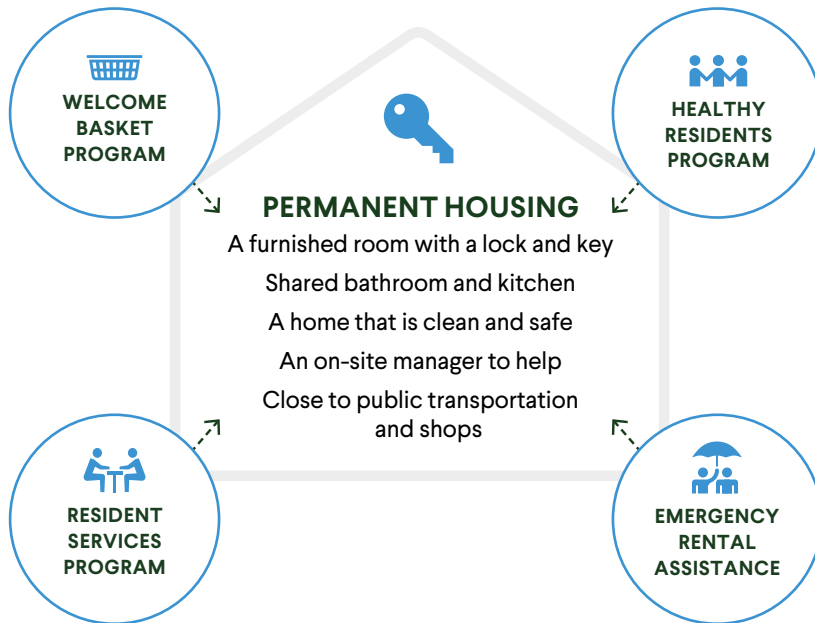 WELCOME
BASKET
PROGRAM
HEALTHY
RESIDENTS
PROGRAM
PERMANENT HOUSING
A furnished room with a lock and key
Shared bathroom and kitchen
A home that is clean and safe
An on-site manager to help
Close to public transportation
and shops
RESIDENT
SERVICES
PROGRAM
EMERGENCY
RENTAL
ASSISTANCE